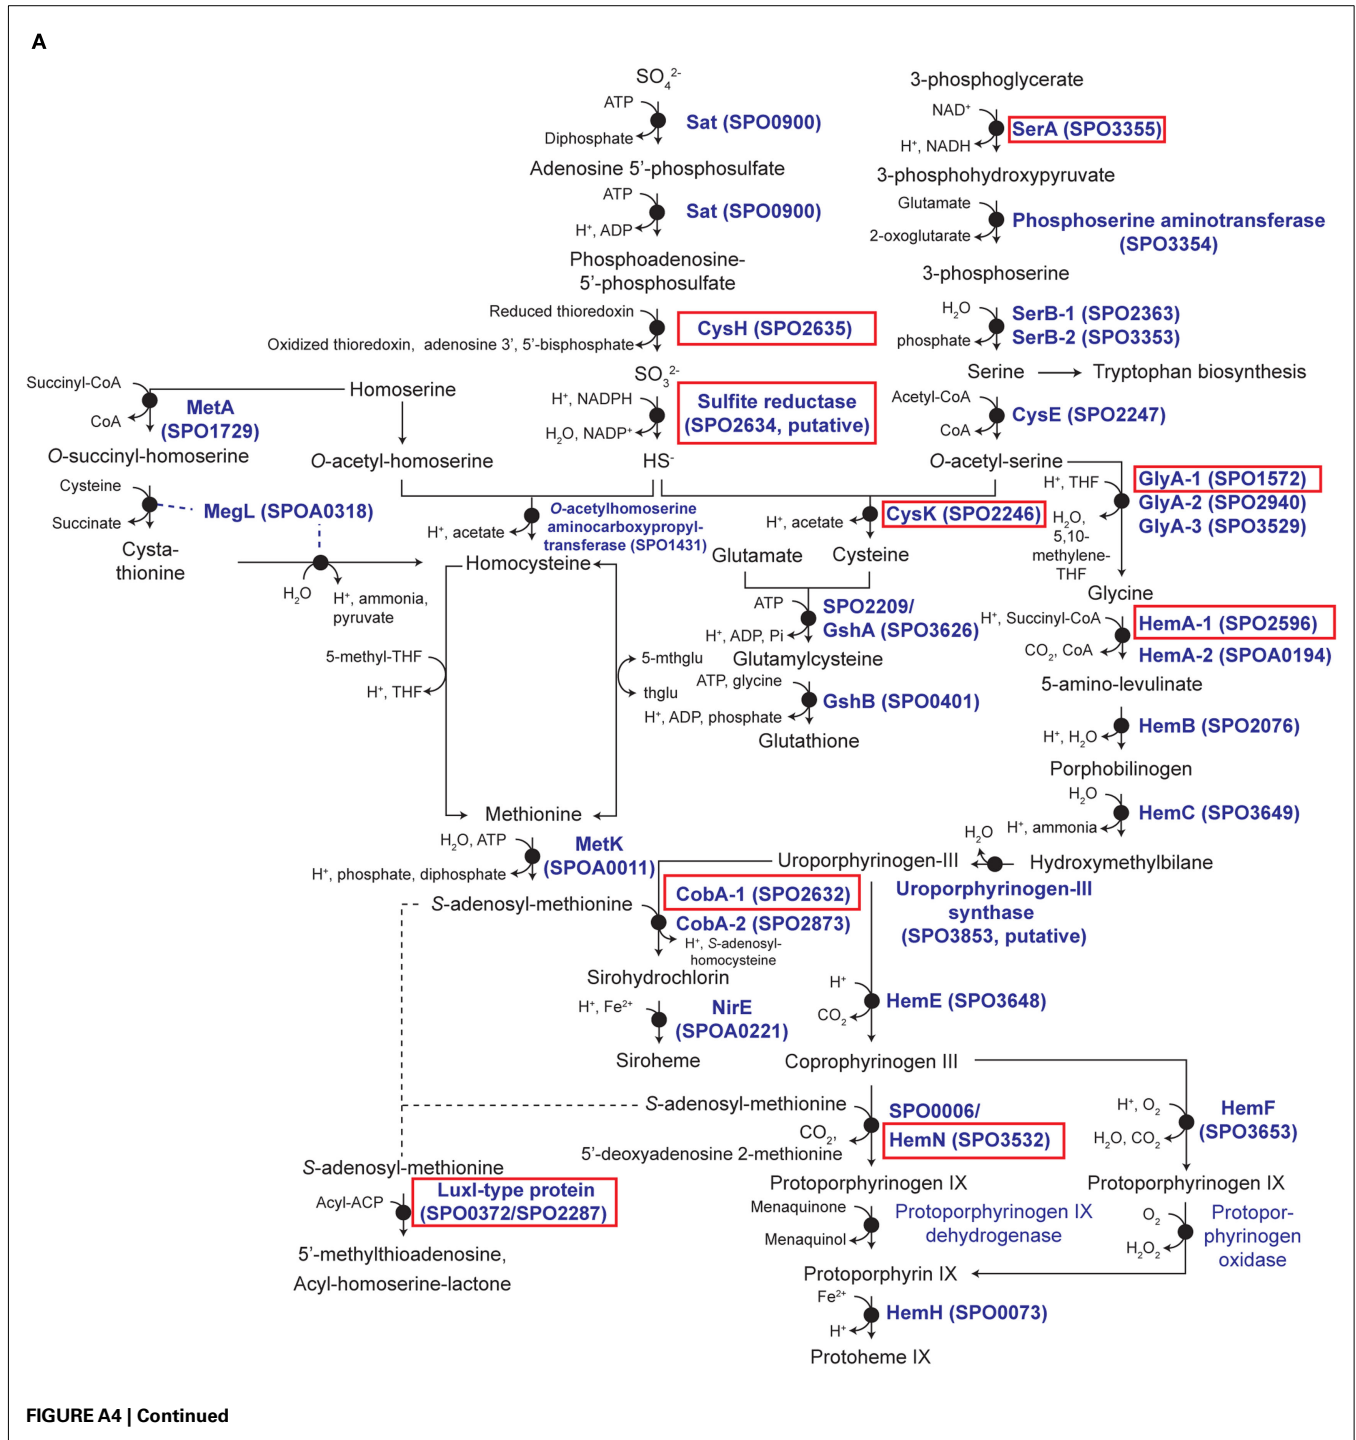 A
SO₄²⁻
ATP
Diphosphate
Sat (SPO0900)
Adenosine 5’-phosphosulfate
ATP
H⁺, ADP
Sat (SPO0900)
Phosphoadenosine-
5’-phosphosulfate
Reduced thioredoxin
Oxidized thioredoxin, adenosine 3’, 5’-bisphosphate
CysH (SPO2635)
SO₃²⁻
H⁺, NADPH
H₂O, NADP⁺
Sulfite reductase
(SPO2634, putative)
HS⁻
3-phosphoglycerate
NAD⁺
H⁺, NADH
SerA (SPO3355)
3-phosphohydroxypyruvate
Glutamate
2-oxoglutarate
Phosphoserine aminotransferase
(SPO3354)
3-phosphoserine
H₂O
phosphate
SerB-1 (SPO2363)
SerB-2 (SPO3353)
Serine
Tryptophan biosynthesis
Acetyl-CoA
CoA
CysE (SPO2247)
O-acetyl-serine
Succinyl-CoA
CoA
MetA
(SPO1729)
Homoserine
O-succinyl-homoserine
O-acetyl-homoserine
Cysteine
Succinate
MegL (SPOA0318)
Cysta-
thionine
H₂O
H⁺, ammonia,
pyruvate
H⁺, acetate
O-acetylhomoserine
aminocarboxypropyl-
transferase (SPO1431)
Homocysteine
H⁺, acetate
CysK (SPO2246)
Glutamate
Cysteine
H⁺, THF
H₂O,
5,10-
methylene-
THF
GlyA-1 (SPO1572)
GlyA-2 (SPO2940)
GlyA-3 (SPO3529)
Glycine
ATP
H⁺, ADP, Pi
SPO2209/
GshA (SPO3626)
Glutamylcysteine
ATP, glycine
H⁺, ADP, phosphate
GshB (SPO0401)
Glutathione
H⁺, Succinyl-CoA
CO₂, CoA
HemA-1 (SPO2596)
HemA-2 (SPOA0194)
5-amino-levulinate
H⁺, H₂O
HemB (SPO2076)
Porphobilinogen
H₂O
H⁺, ammonia
HemC (SPO3649)
5-methyl-THF
H⁺, THF
5-mthglu
thglu
Methionine
H₂O, ATP
H⁺, phosphate, diphosphate
MetK
(SPOA0011)
Uroporphyrinogen-III
H₂O
Hydroxymethylbilane
Uroporphyrinogen-III
synthase
(SPO3853, putative)
S-adenosyl-methionine
CobA-1 (SPO2632)
CobA-2 (SPO2873)
H⁺, S-adenosyl-
homocysteine
Sirohydrochlorin
H⁺, Fe²⁺
NirE
(SPOA0221)
Siroheme
H⁺
CO₂
HemE (SPO3648)
Coprophyrinogen III
S-adenosyl-methionine
CO₂,
5’-deoxyadenosine 2-methionine
SPO0006/
HemN (SPO3532)
H⁺, O₂
H₂O, CO₂
HemF
(SPO3653)
S-adenosyl-methionine
Acyl-ACP
LuxI-type protein
(SPO0372/SPO2287)
5’-methylthioadenosine,
Acyl-homoserine-lactone
Protoporphyrinogen IX
Protoporphyrinogen IX
Menaquinone
Menaquinol
Protoporphyrinogen IX
dehydrogenase
O₂
H₂O₂
Protopor-
phyrinogen
oxidase
Protoporphyrin IX
Fe²⁺
H⁺
HemH (SPO0073)
Protoheme IX
FIGURE A4 | Continued